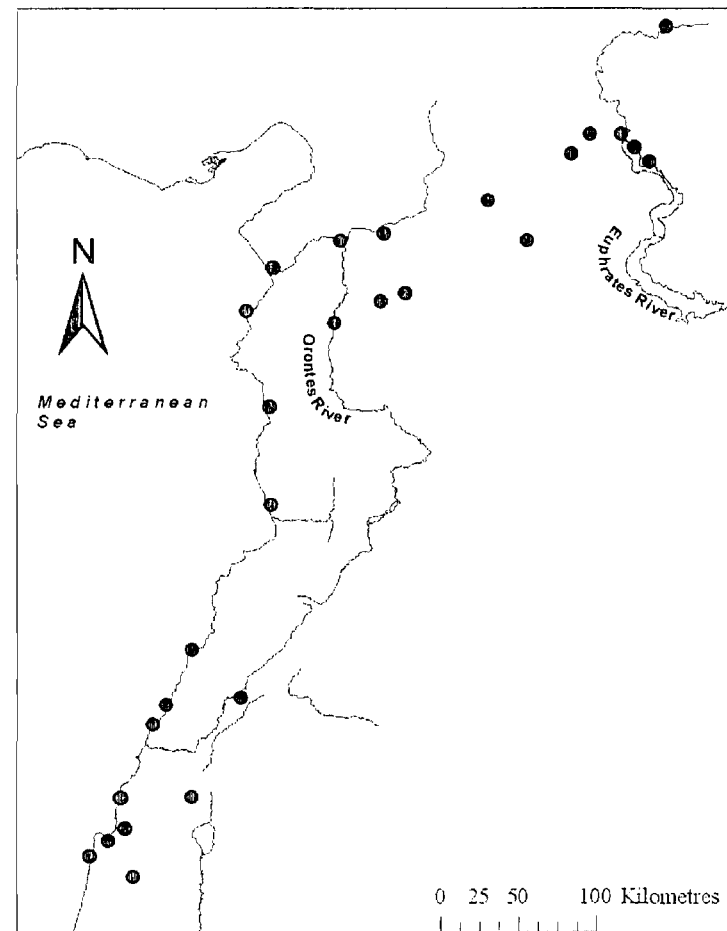 N
Euphrates River
Orontes River
Mediterranean
Sea
0 25 50 100 Kilometres